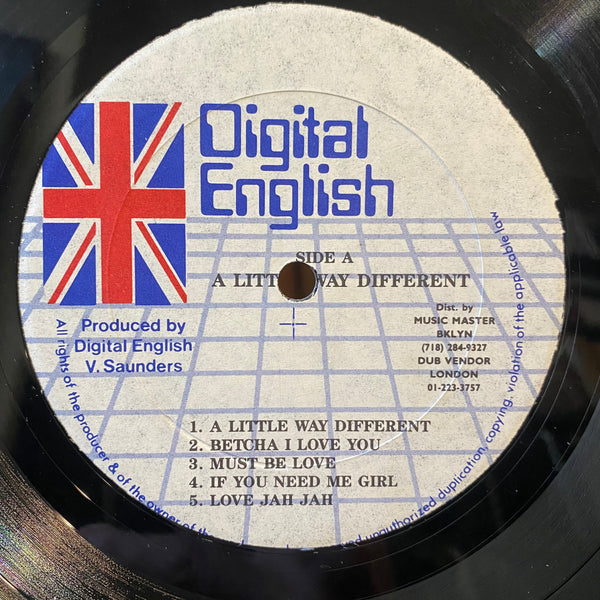 Digital
English
SIDE A
A LITTLE WAY DIFFERENT
Produced by
Digital English
V. Saunders
Dist. by
MUSIC MASTER
BKLYN
(718) 284-9327
DUB VENDOR
LONDON
01-223-3757
1. A LITTLE WAY DIFFERENT
2. BETCHA I LOVE YOU
3. MUST BE LOVE
4. IF YOU NEED ME GIRL
5. LOVE JAH JAH
All rights of the producer & of the owner of the unauthorized duplication, copying, violation of the applicable law